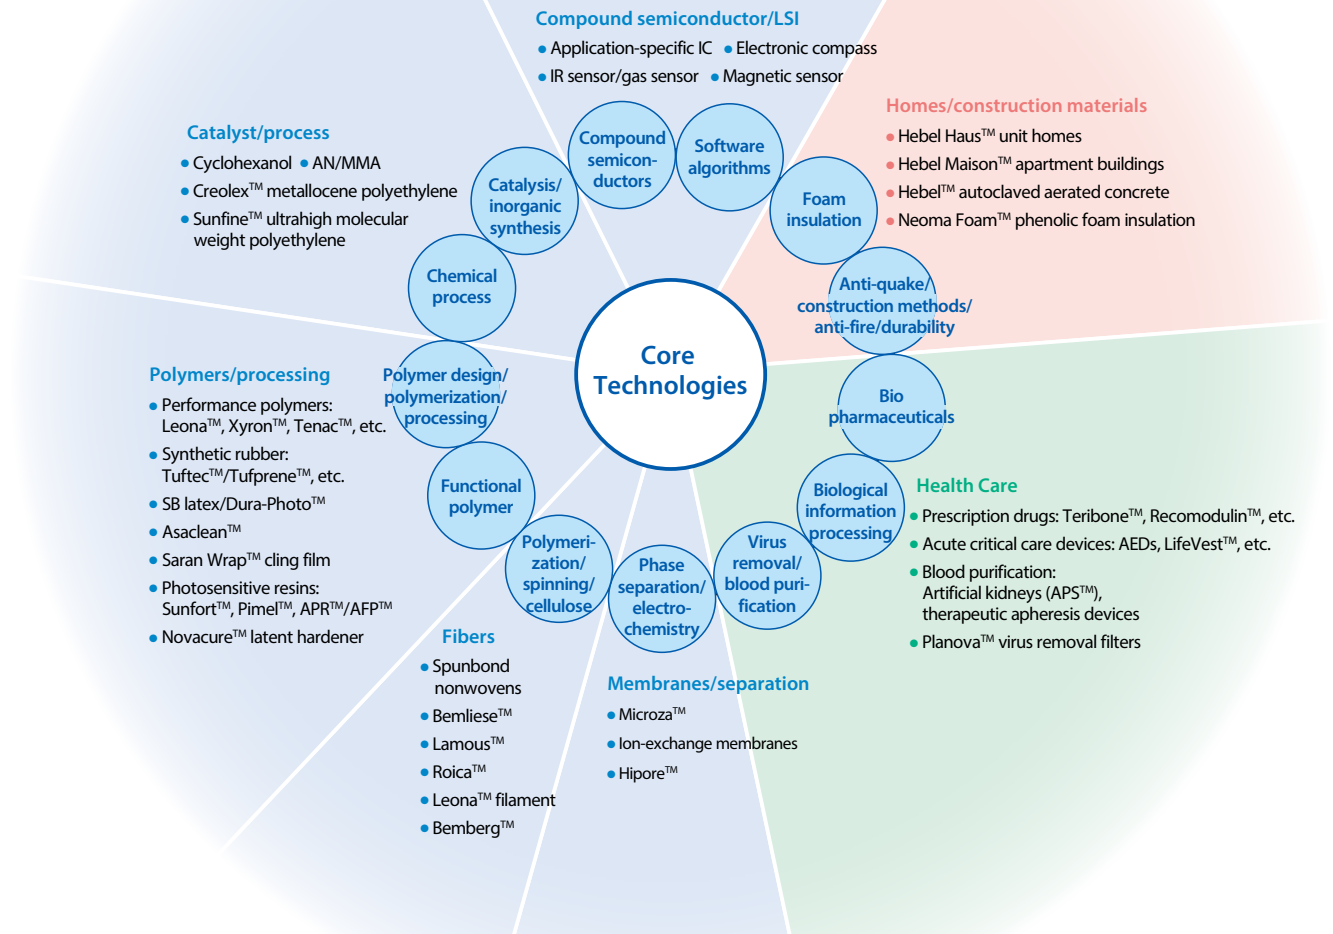 Compound semiconductor/LSI
● Application-specific IC ● Electronic compass
● IR sensor/gas sensor ● Magnetic sensor
Homes/construction materials
● Hebel Haus™ unit homes
● Hebel Maison™ apartment buildings
● Hebel™ autoclaved aerated concrete
● Neoma Foam™ phenolic foam insulation
Catalyst/process
● Cyclohexanol ● AN/MMA
● Creolex™ metallocene polyethylene
● Sunfine™ ultrahigh molecular
weight polyethylene
Compound
semicon-
ductors
Software
algorithms
Catalysis/
inorganic
synthesis
Foam
insulation
Chemical
process
Anti-quake/
construction methods/
anti-fire/durability
Core
Technologies
Polymer design/
polymerization/
processing
Bio
pharmaceuticals
Functional
polymer
Biological
information
processing
Polymeri-
zation/
spinning/
cellulose
Phase
separation/
electro-
chemistry
Virus
removal/
blood puri-
fication
Polymers/processing
● Performance polymers:
Leona™, Xyron™, Tenac™, etc.
● Synthetic rubber:
Tuftec™/Tufprene™, etc.
● SB latex/Dura-Photo™
● Asaclean™
● Saran Wrap™ cling film
● Photosensitive resins:
Sunfort™, Pimel™, APR™/AFP™
● Novacure™ latent hardener
Health Care
● Prescription drugs: Teribone™, Recomodulin™, etc.
● Acute critical care devices: AEDs, LifeVest™, etc.
● Blood purification:
Artificial kidneys (APS™),
therapeutic apheresis devices
● Planova™ virus removal filters
Fibers
● Spunbond
nonwovens
● Bemliese™
● Lamous™
● Roica™
● Leona™ filament
● Bemberg™
Membranes/separation
● Microza™
● Ion-exchange membranes
● Hipore™